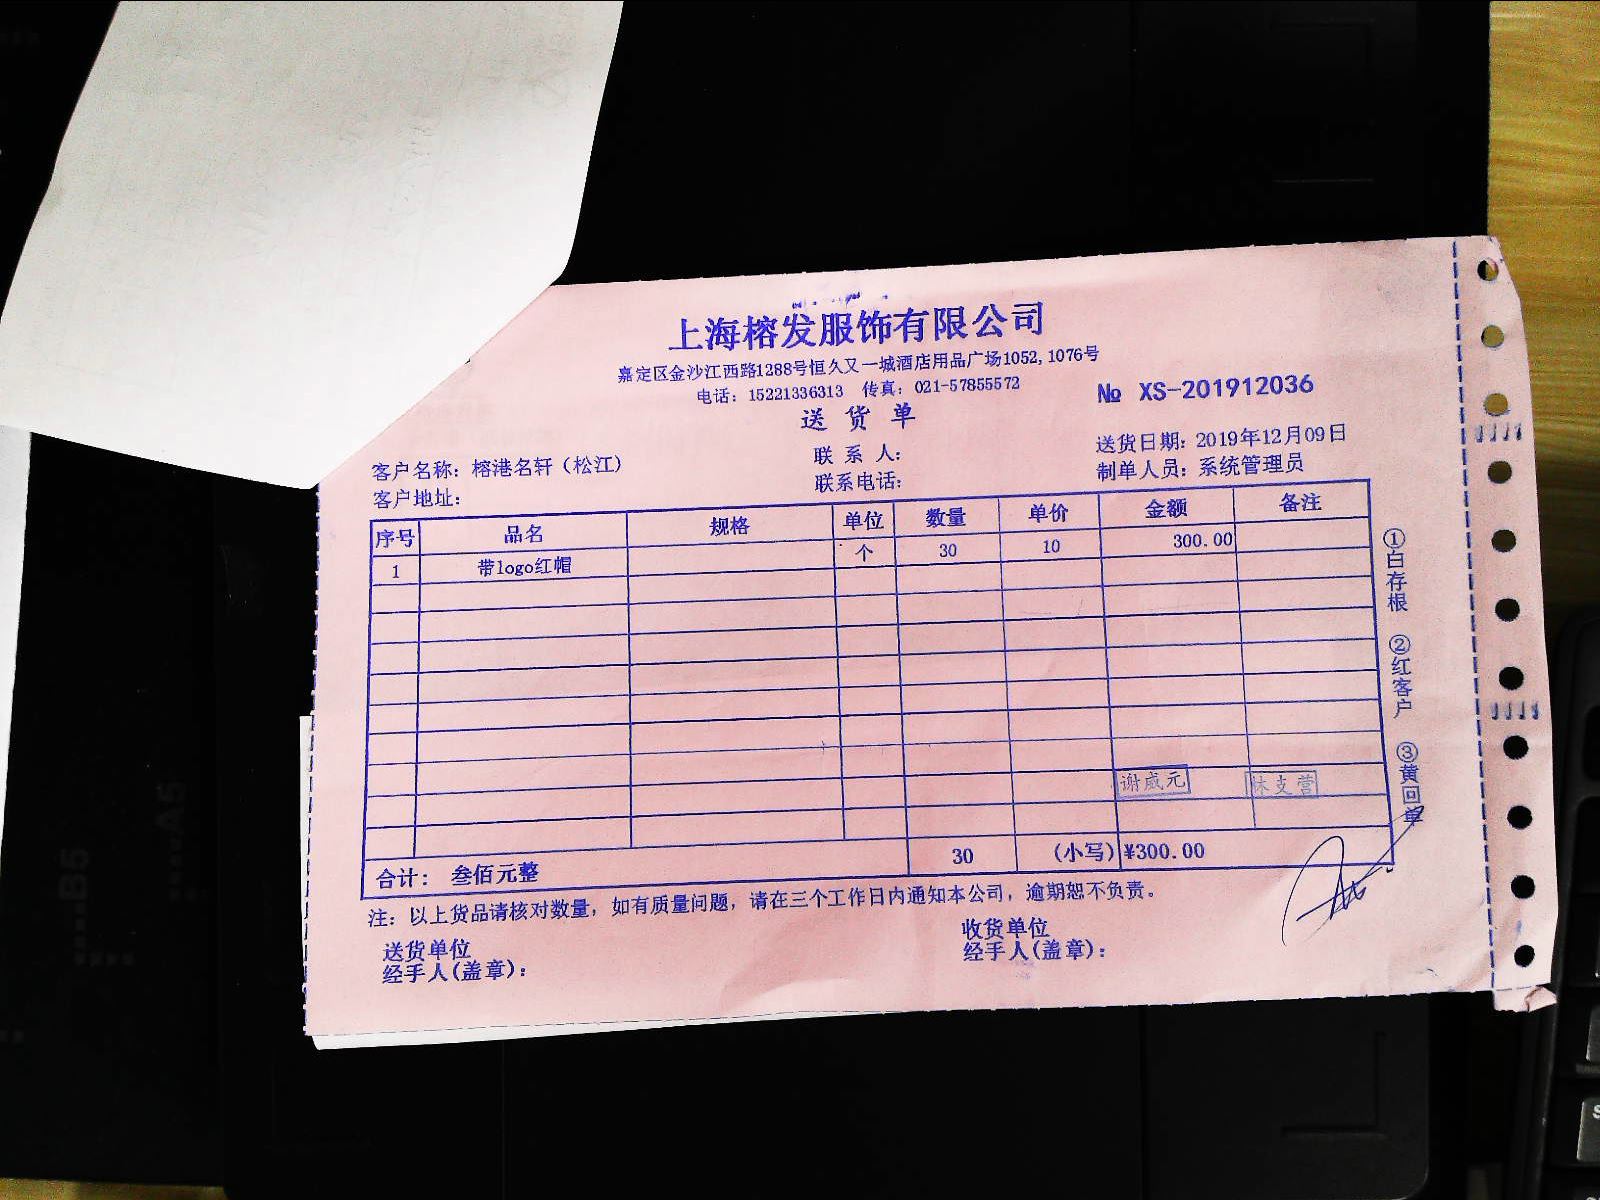 上海榕发服饰有限公司
嘉定区金沙江西路1288号恒久又一城酒店用品广场1052,1076号
电话：15221336313 传真：021-57855572
送货单
№ XS-201912036
客户名称：榕港名轩（松江）
联系人：
送货日期：2019年12月09日
客户地址：
联系电话：
制单人员：系统管理员
序号 品名 规格 单位 数量 单价 金额 备注
1 带logo红帽 个 30 10 300.00
谢威元
林支营
合计：叁佰元整 30 (小写) ¥300.00
注：以上货品请核对数量，如有质量问题，请在三个工作日内通知本公司，逾期恕不负责。
送货单位
经手人(盖章)：
收货单位
经手人(盖章)：
①白存根
②红客户
③黄回单
B5
A5